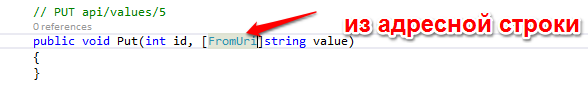 // PUT api/values/5
0 references
public void Put(int id, [FromUri]string value)
из адресной строки
{
}